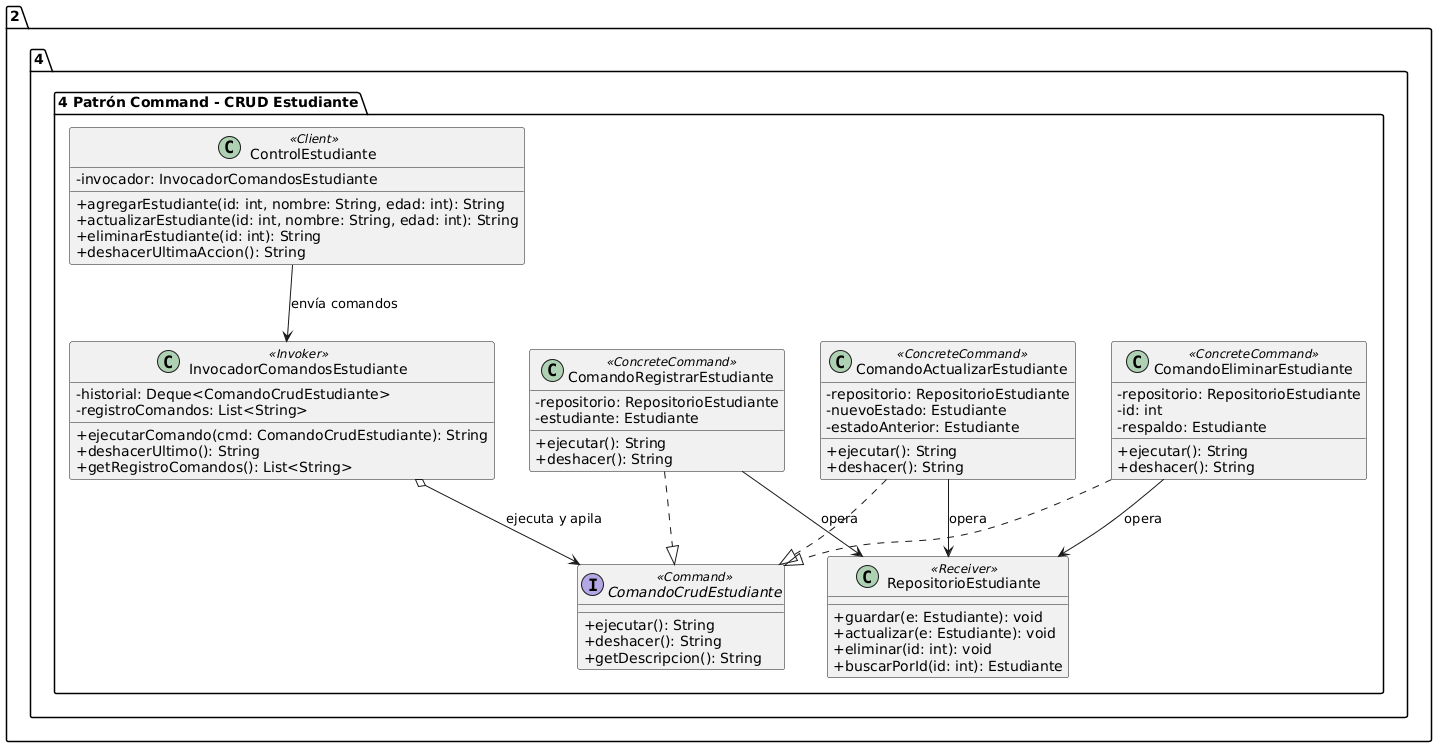 2
4
4 Patrón Command - CRUD Estudiante
«Client»
C ControlEstudiante
-invocador: InvocadorComandosEstudiante
+agregarEstudiante(id: int, nombre: String, edad: int): String
+actualizarEstudiante(id: int, nombre: String, edad: int): String
+eliminarEstudiante(id: int): String
+deshacerUltimaAccion(): String
envía comandos
«Invoker»
C InvocadorComandosEstudiante
-historial: Deque<ComandoCrudEstudiante>
-registroComandos: List<String>
+ejecutarComando(cmd: ComandoCrudEstudiante): String
+deshacerUltimo(): String
+getRegistroComandos(): List<String>
«ConcreteCommand»
C ComandoRegistrarEstudiante
-repositorio: RepositorioEstudiante
-estudiante: Estudiante
+ejecutar(): String
+deshacer(): String
«ConcreteCommand»
C ComandoActualizarEstudiante
-repositorio: RepositorioEstudiante
-nuevoEstado: Estudiante
-estadoAnterior: Estudiante
+ejecutar(): String
+deshacer(): String
«ConcreteCommand»
C ComandoEliminarEstudiante
-repositorio: RepositorioEstudiante
-id: int
-respaldo: Estudiante
+ejecutar(): String
+deshacer(): String
ejecuta y apila
opera
opera
opera
«Command»
I ComandoCrudEstudiante
+ejecutar(): String
+deshacer(): String
+getDescripcion(): String
«Receiver»
C RepositorioEstudiante
+guardar(e: Estudiante): void
+actualizar(e: Estudiante): void
+eliminar(id: int): void
+buscarPorId(id: int): Estudiante